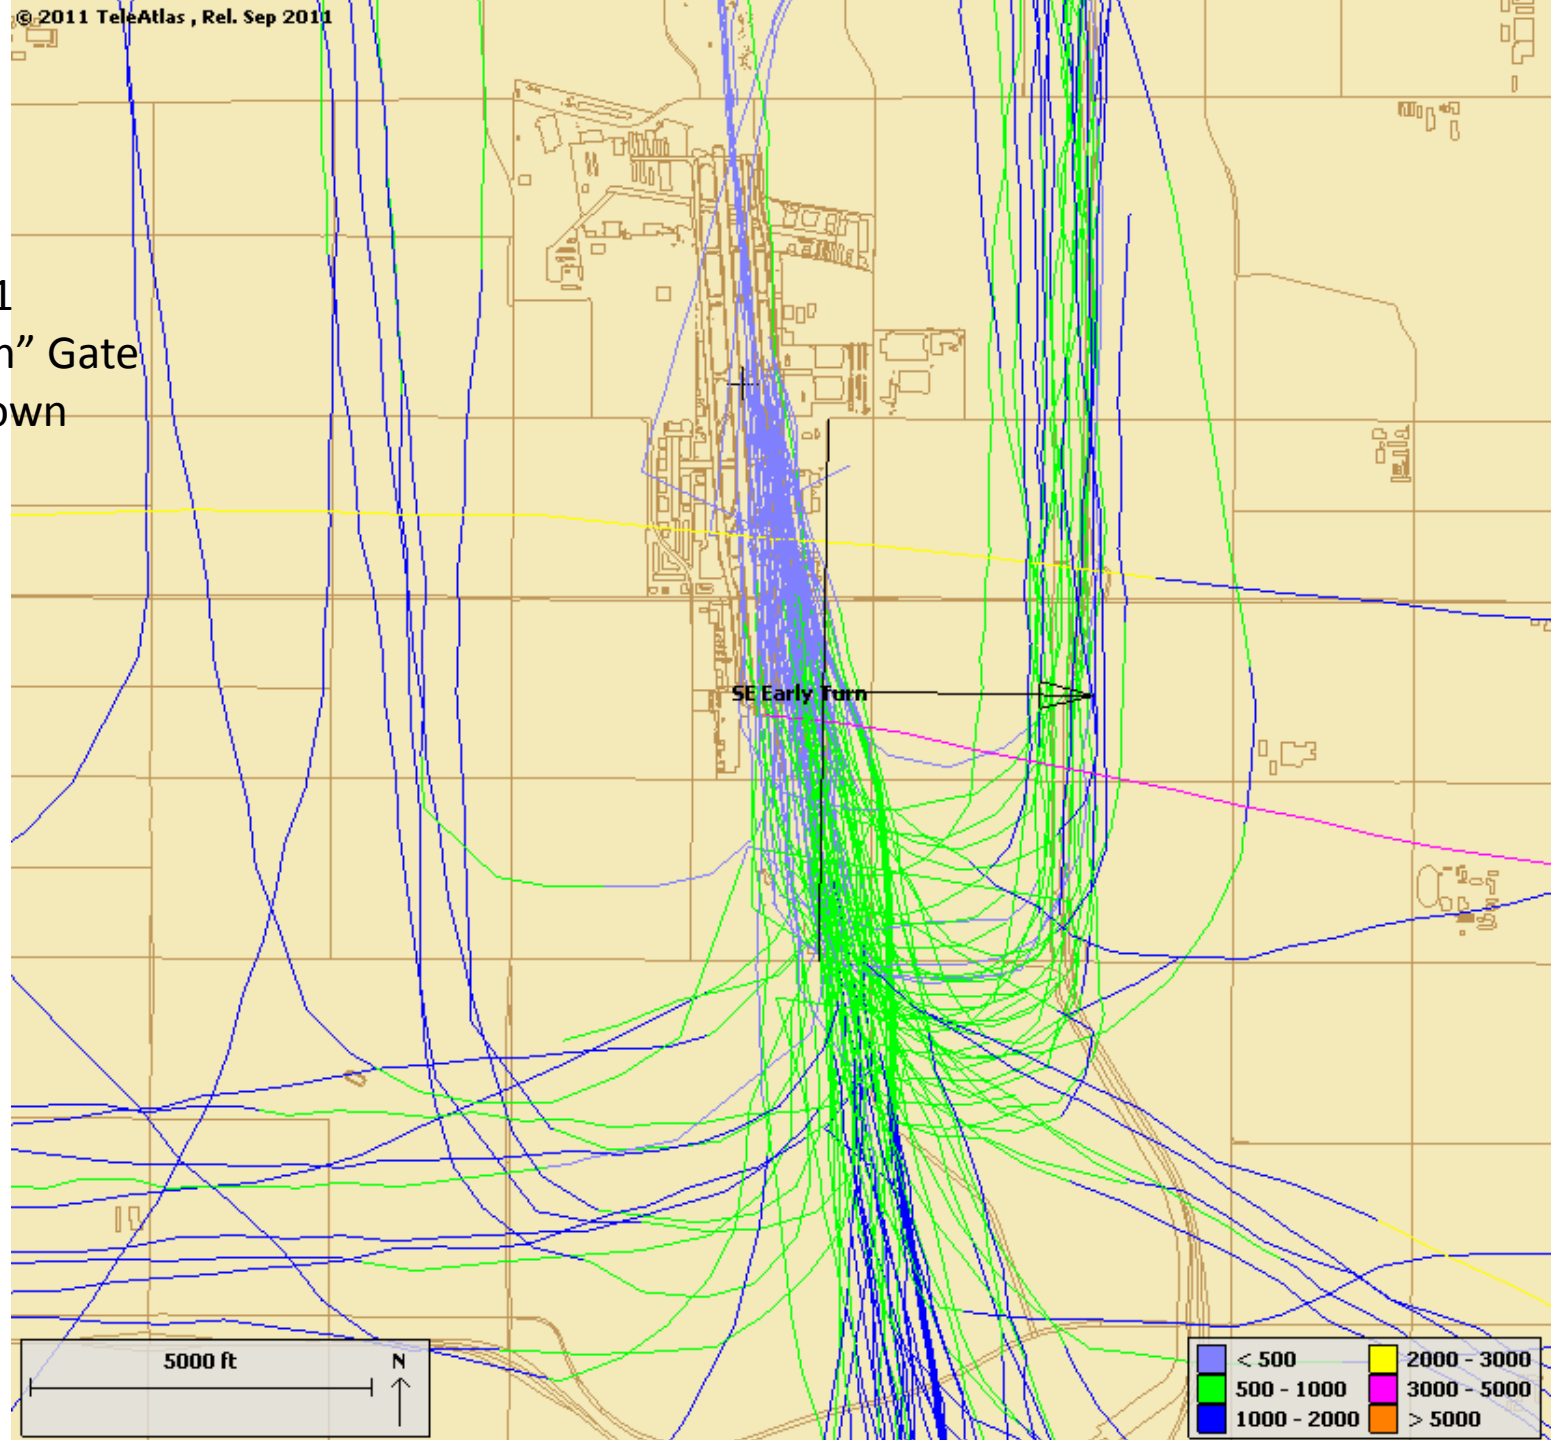 © 2011 TeleAtlas , Rel. Sep 2011
1
” Gate
SE Early Turn
5000 ft
N
< 500
500 - 1000
1000 - 2000
2000 - 3000
3000 - 5000
> 5000